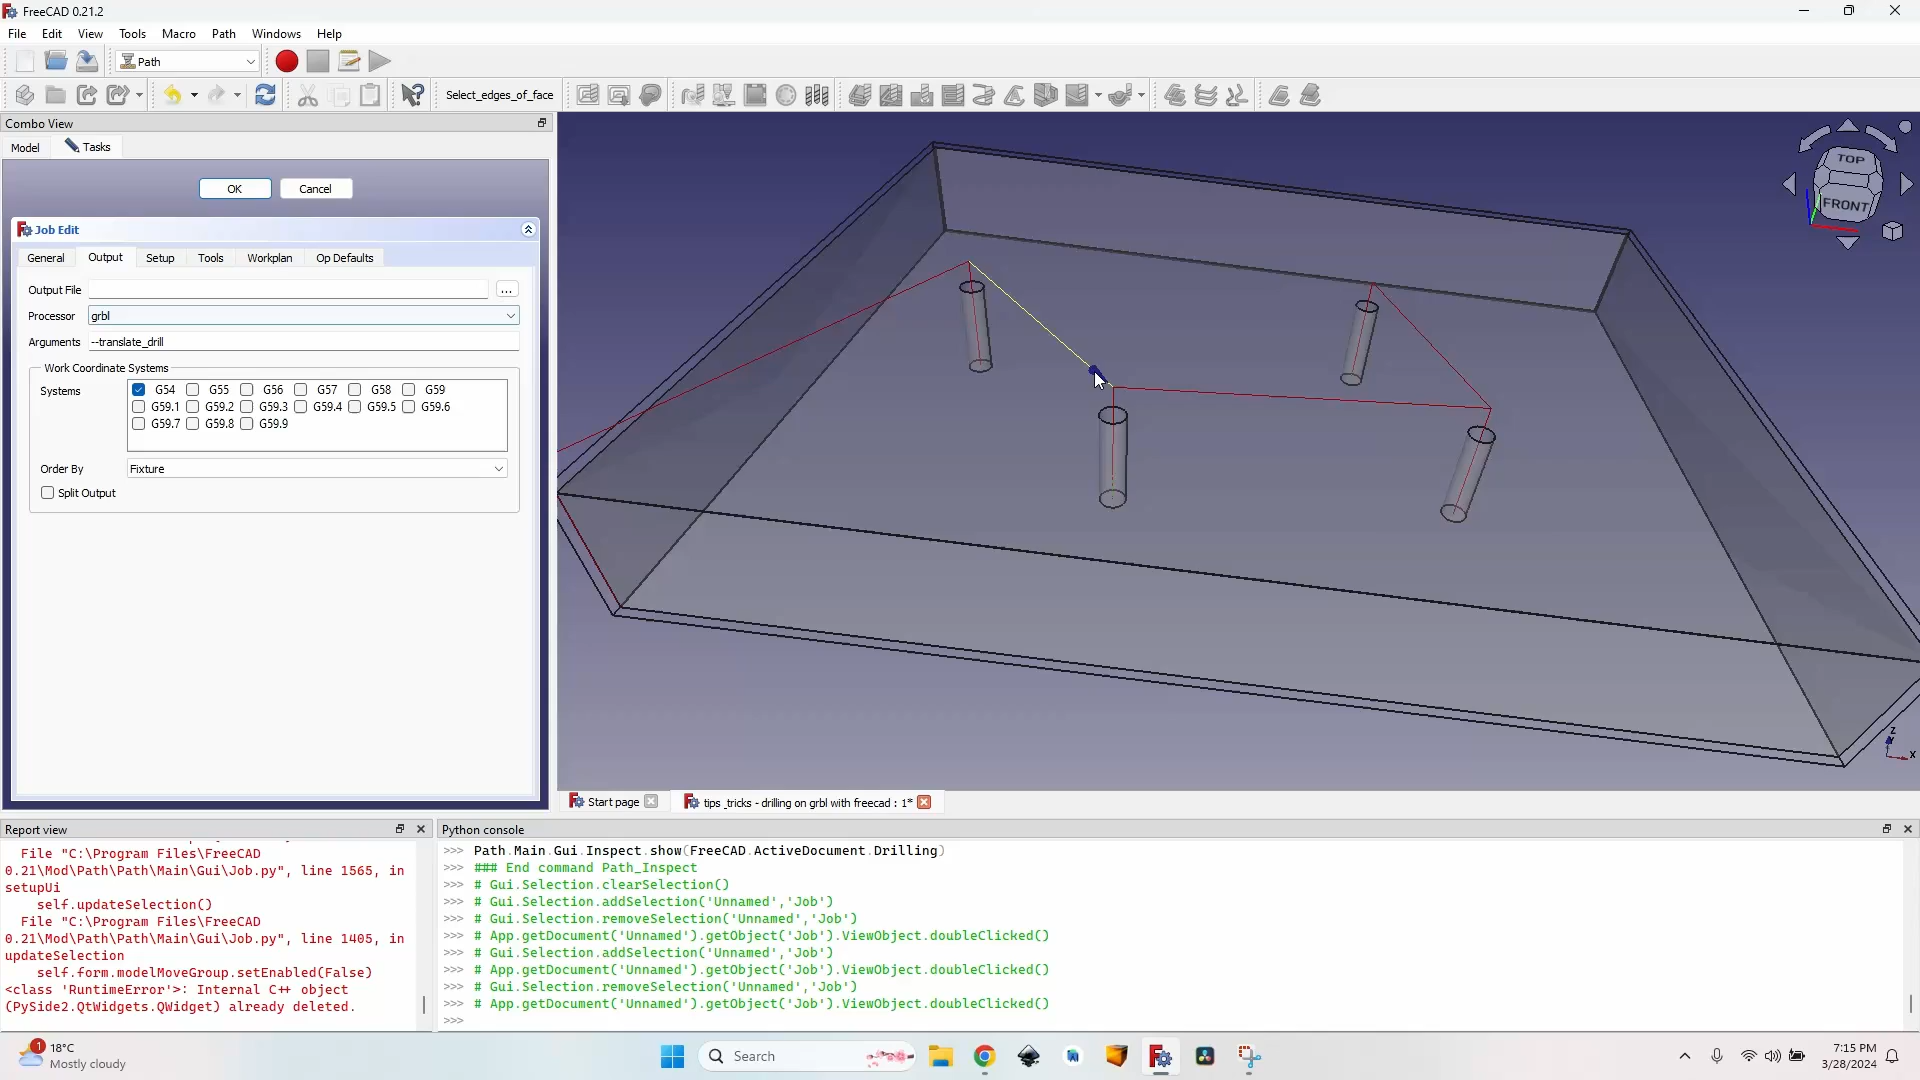 FreeCAD 0.21.2
File Edit View Tools Macro Path Windows Help
Path
Select_edges_of_face
Combo View
Model Tasks
OK Cancel
Job Edit
General Output Setup Tools Workplan Op Defaults
Output File ...
Processor grbl
Arguments --translate_drill
Work Coordinate Systems
Systems G54 G55 G56 G57 G58 G59
G59.1 G59.2 G59.3 G59.4 G59.5 G59.6
G59.7 G59.8 G59.9
Order By Fixture
Split Output
TOP
FRONT
Z
X
Start page tips_tricks - drilling on grbl with freecad : 1*
Report view
File "C:\Program Files\FreeCAD
0.21\Mod\Path\Path\Main\Gui\Job.py", line 1565, in
setupUi
self.updateSelection()
File "C:\Program Files\FreeCAD
0.21\Mod\Path\Path\Main\Gui\Job.py", line 1405, in
updateSelection
self.form.modelMoveGroup.setEnabled(False)
<class 'RuntimeError'>: Internal C++ object
(PySide2.QtWidgets.QWidget) already deleted.
Python console
>>> Path.Main.Gui.Inspect.show(FreeCAD.ActiveDocument.Drilling)
>>> ### End command Path_Inspect
>>> # Gui.Selection.clearSelection()
>>> # Gui.Selection.addSelection('Unnamed','Job')
>>> # Gui.Selection.removeSelection('Unnamed','Job')
>>> # App.getDocument('Unnamed').getObject('Job').ViewObject.doubleClicked()
>>> # Gui.Selection.addSelection('Unnamed','Job')
>>> # App.getDocument('Unnamed').getObject('Job').ViewObject.doubleClicked()
>>> # Gui.Selection.removeSelection('Unnamed','Job')
>>> # App.getDocument('Unnamed').getObject('Job').ViewObject.doubleClicked()
>>>
1
18°C
Mostly cloudy
Search
7:15 PM
3/28/2024